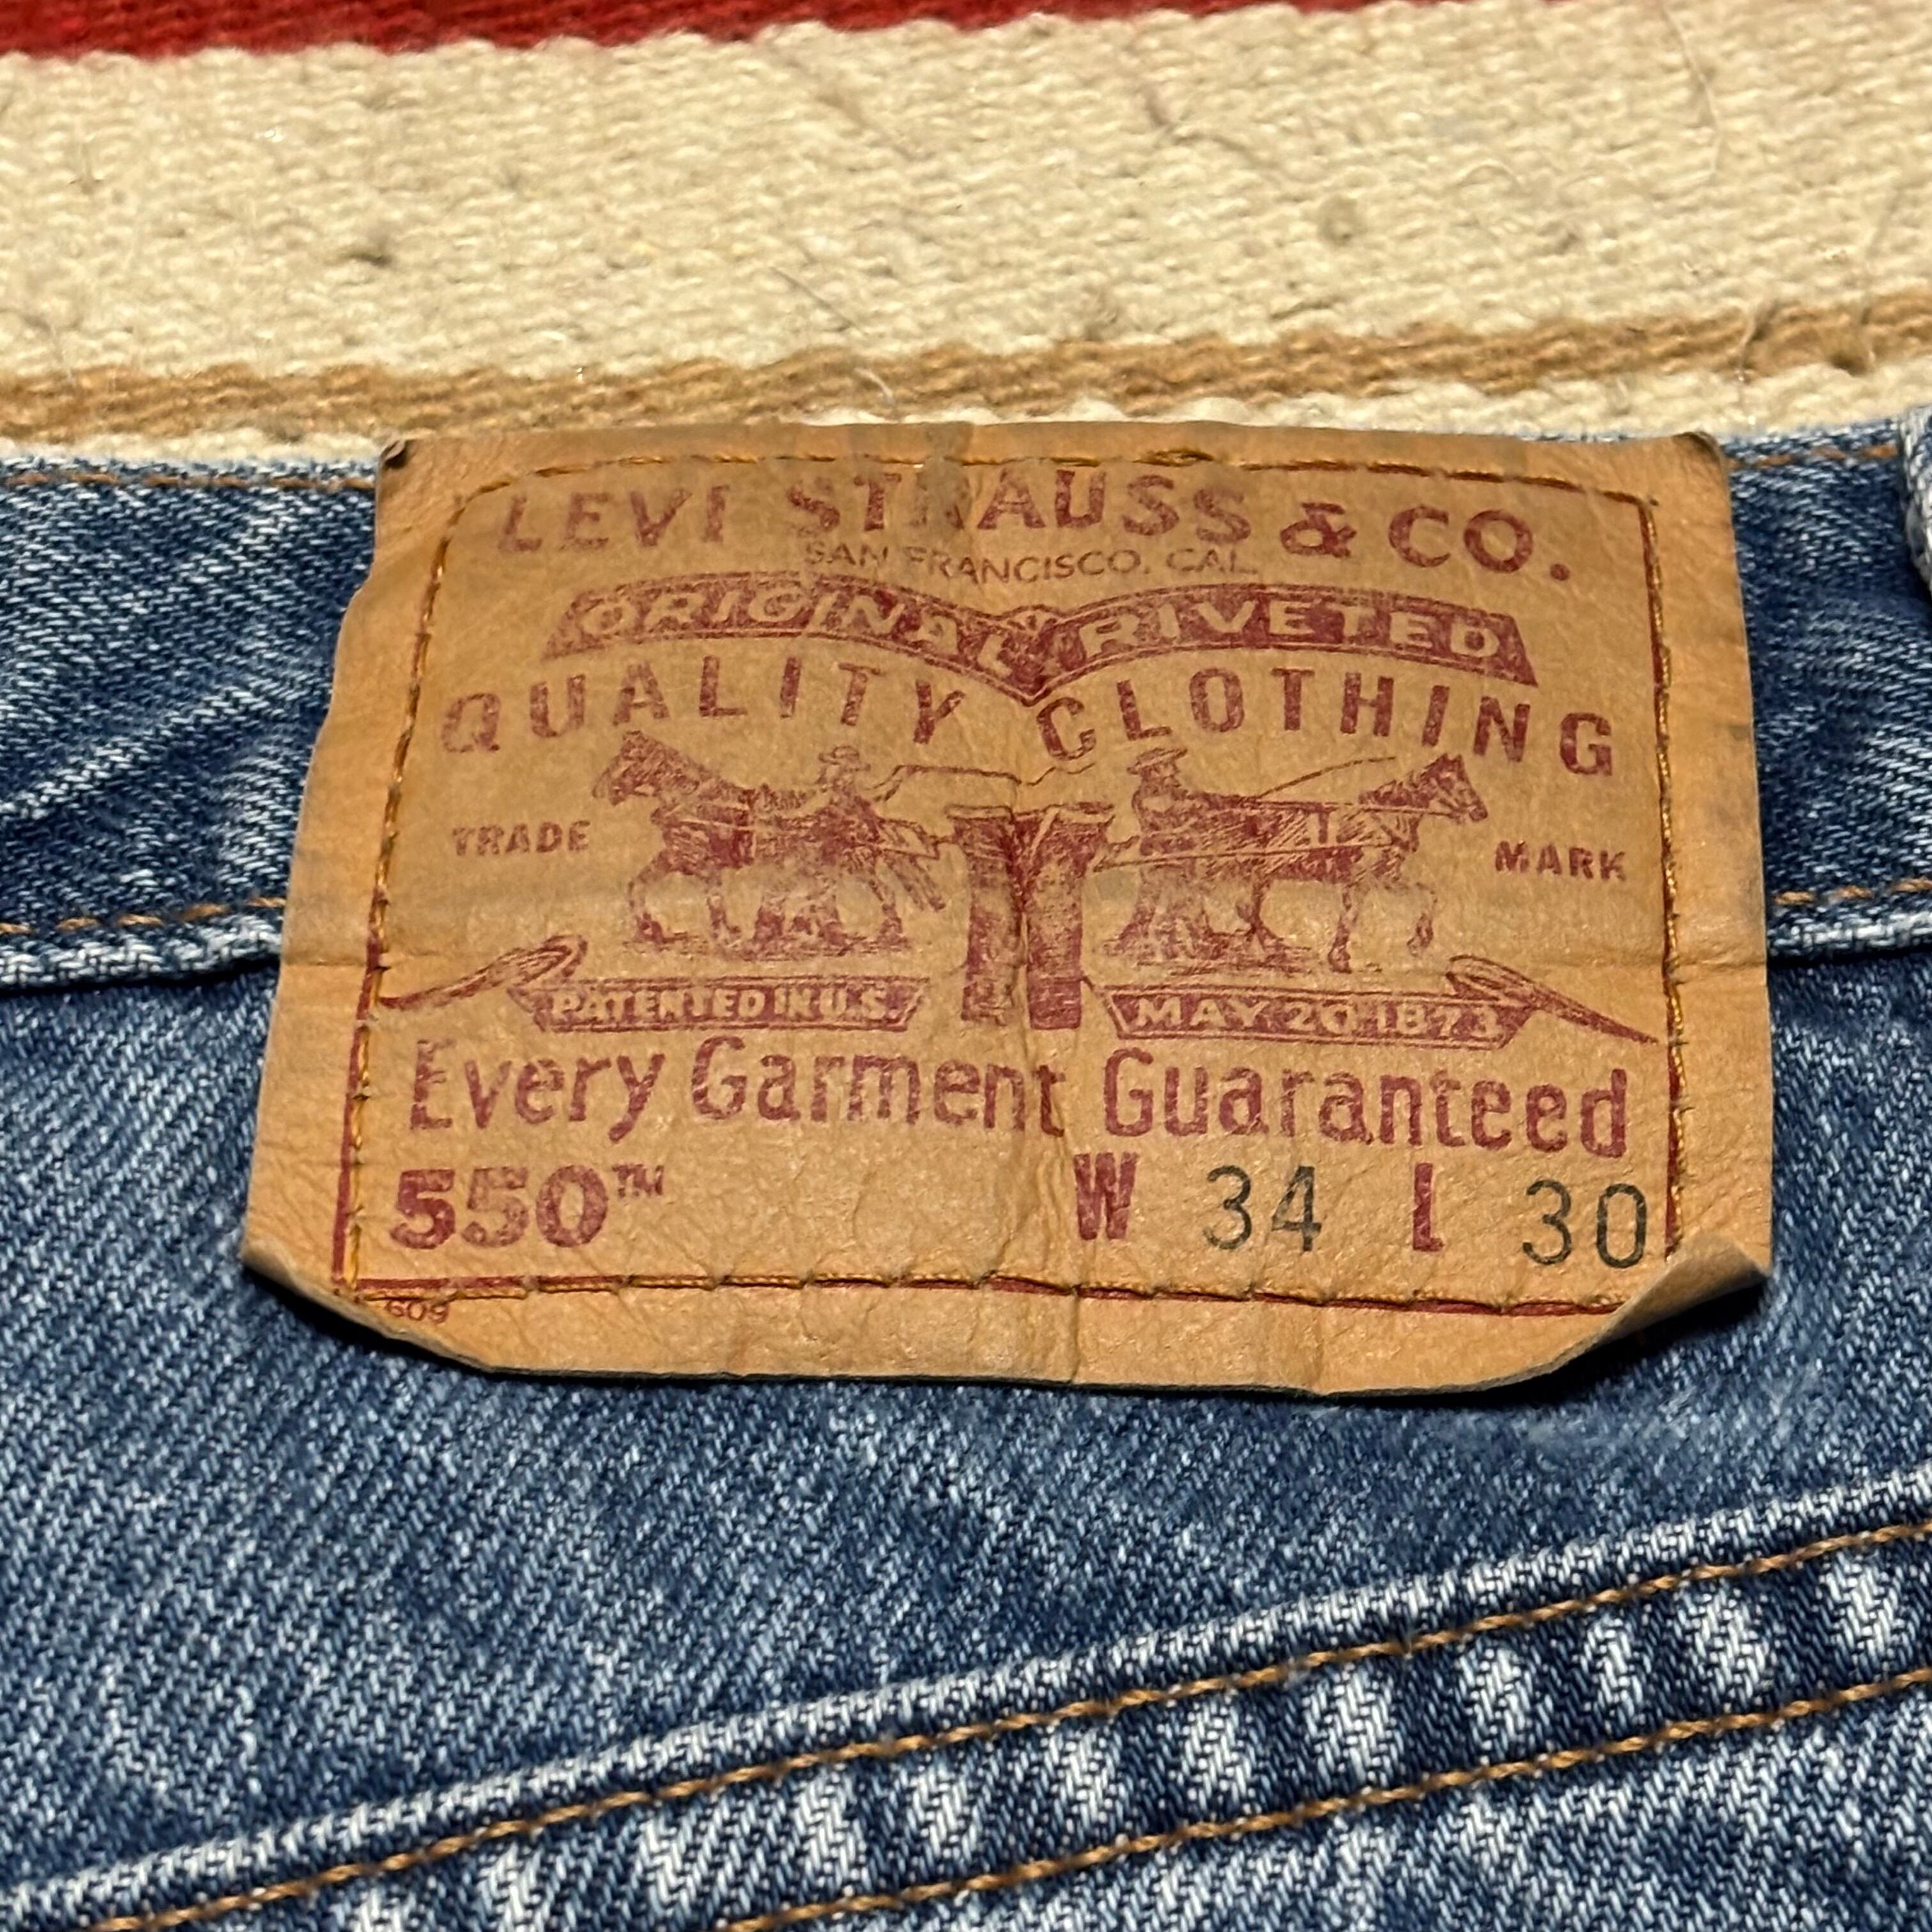 LEVI STRAUSS & CO.
SAN FRANCISCO, CAL.
ORIGINAL RIVETED
QUALITY CLOTHING
TRADE MARK
PATENTED IN U.S. MAY 20 1873
Every Garment Guaranteed
550™ W 34 L 30
609